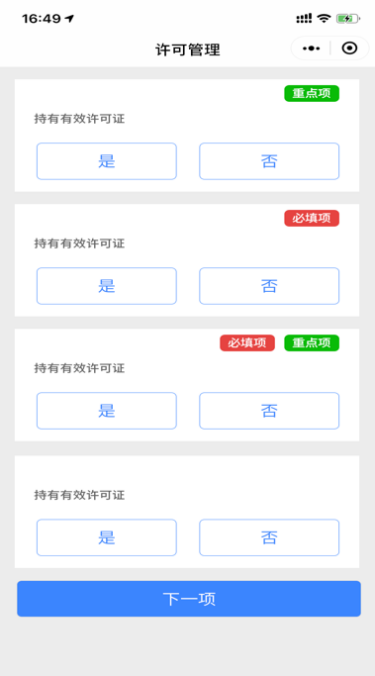 16:49
许可管理
重点项
持有有效许可证
是 否
必填项
持有有效许可证
是 否
必填项 重点项
持有有效许可证
是 否
持有有效许可证
是 否
下一项